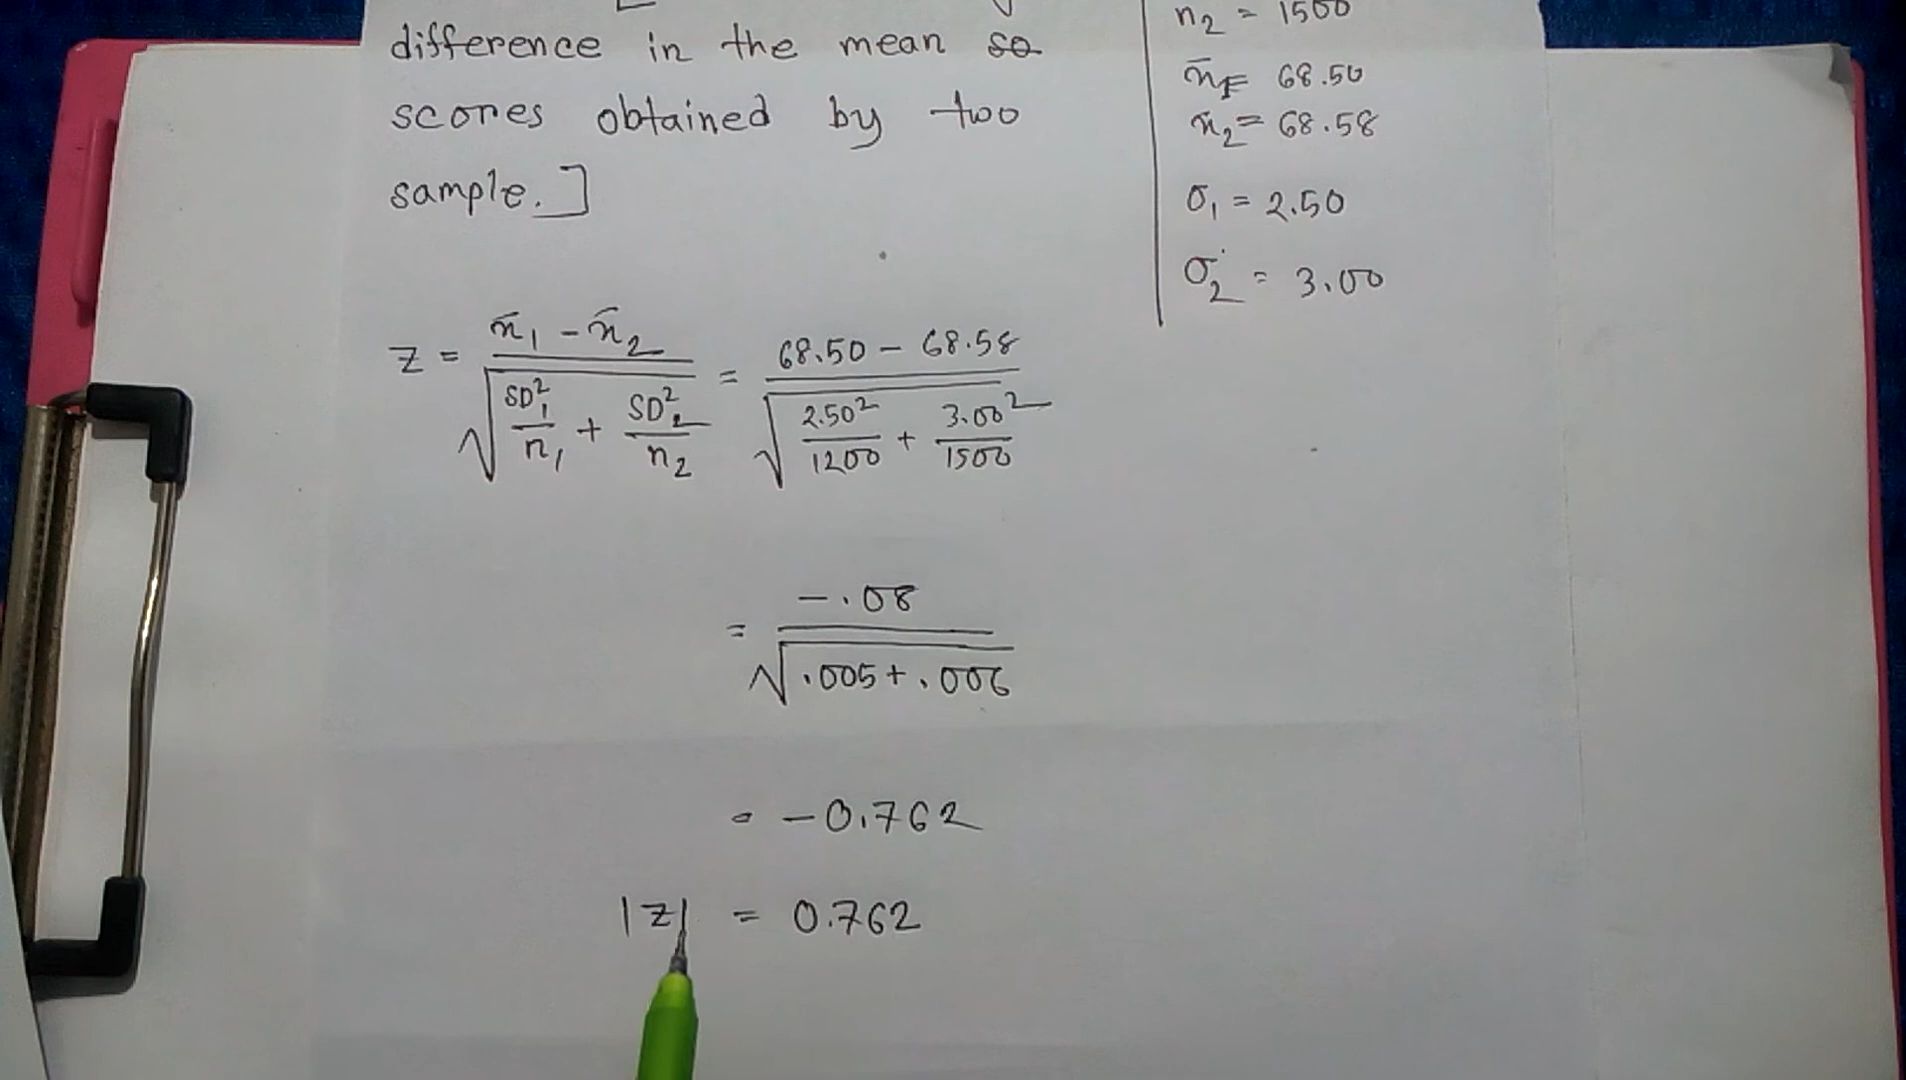 difference in the mean so
scores obtained by two
sample.]
n₂ = 1500
x̄₁ = 68.50
x̄₂ = 68.58
σ₁ = 2.50
σ₂ = 3.00
z = (x̄₁ - x̄₂) / √(SD₁²/n₁ + SD₂²/n₂) = (68.50 - 68.58) / √(2.50²/1200 + 3.00²/1500)
= -.08 / √(.005 + .006)
= -0.762
|z| = 0.762